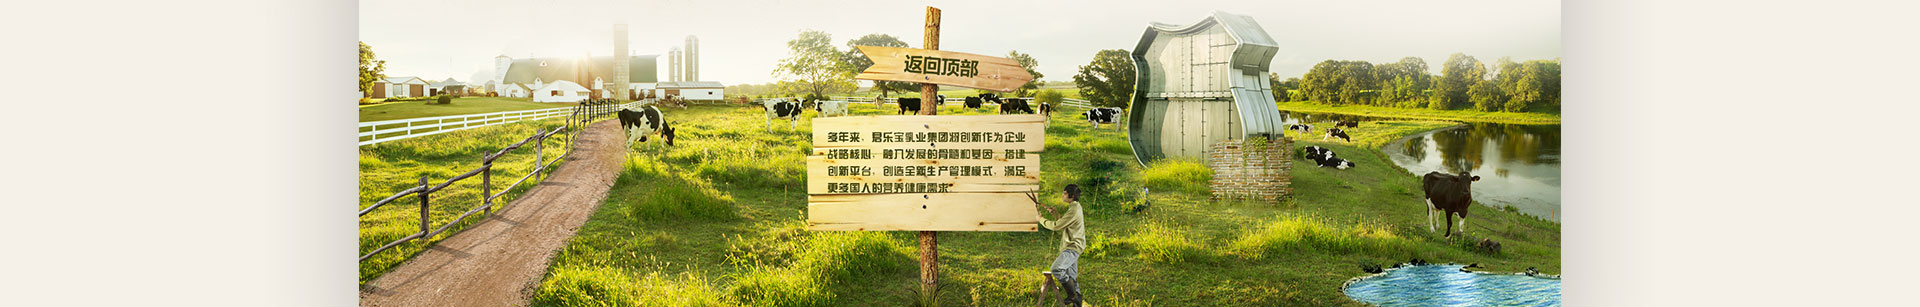 返回顶部
多年来，君乐宝乳业集团将创新作为企业
战略核心，融入发展的骨髓和基因，搭建
创新平台，创造全新生产管理模式，满足
更多国人的营养健康需求